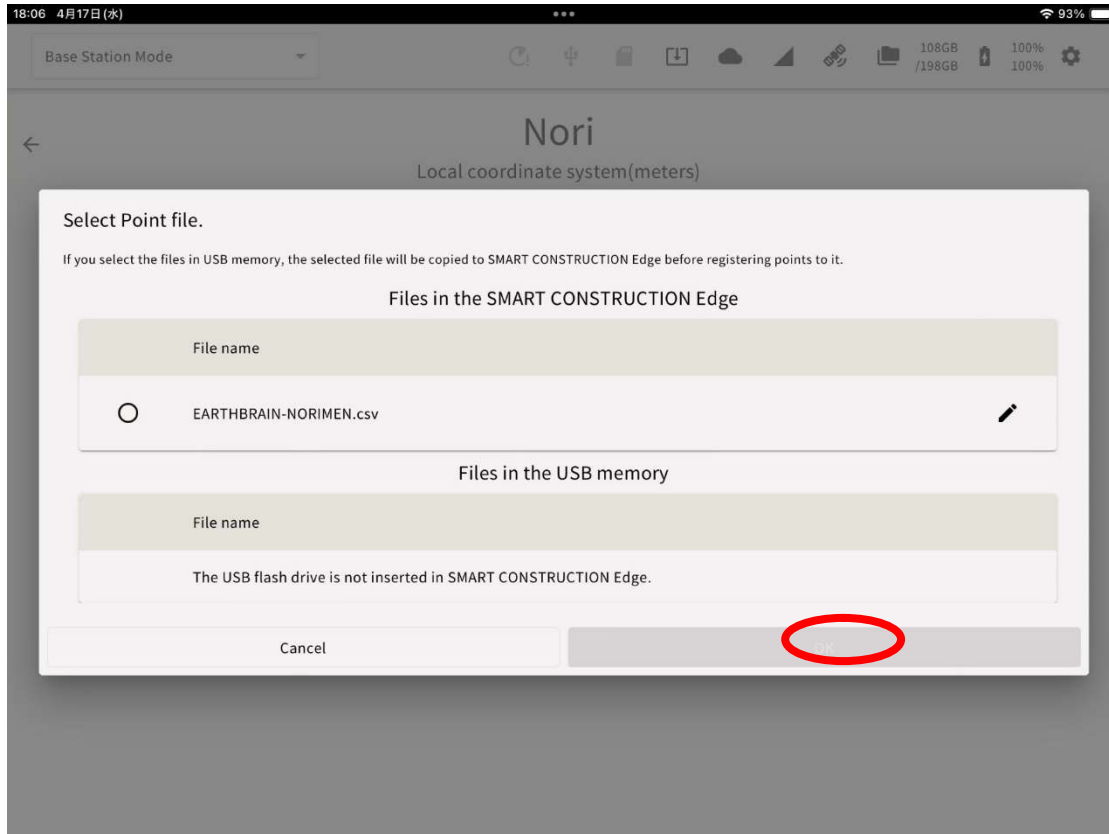 18:06 4月17日(水)
93%
Base Station Mode
108GB
/198GB
100%
100%
Nori
Local coordinate system(meters)
Select Point file.
If you select the files in USB memory, the selected file will be copied to SMART CONSTRUCTION Edge before registering points to it.
Files in the SMART CONSTRUCTION Edge
File name
EARTHBRAIN-NORIMEN.csv
Files in the USB memory
File name
The USB flash drive is not inserted in SMART CONSTRUCTION Edge.
Cancel
OK